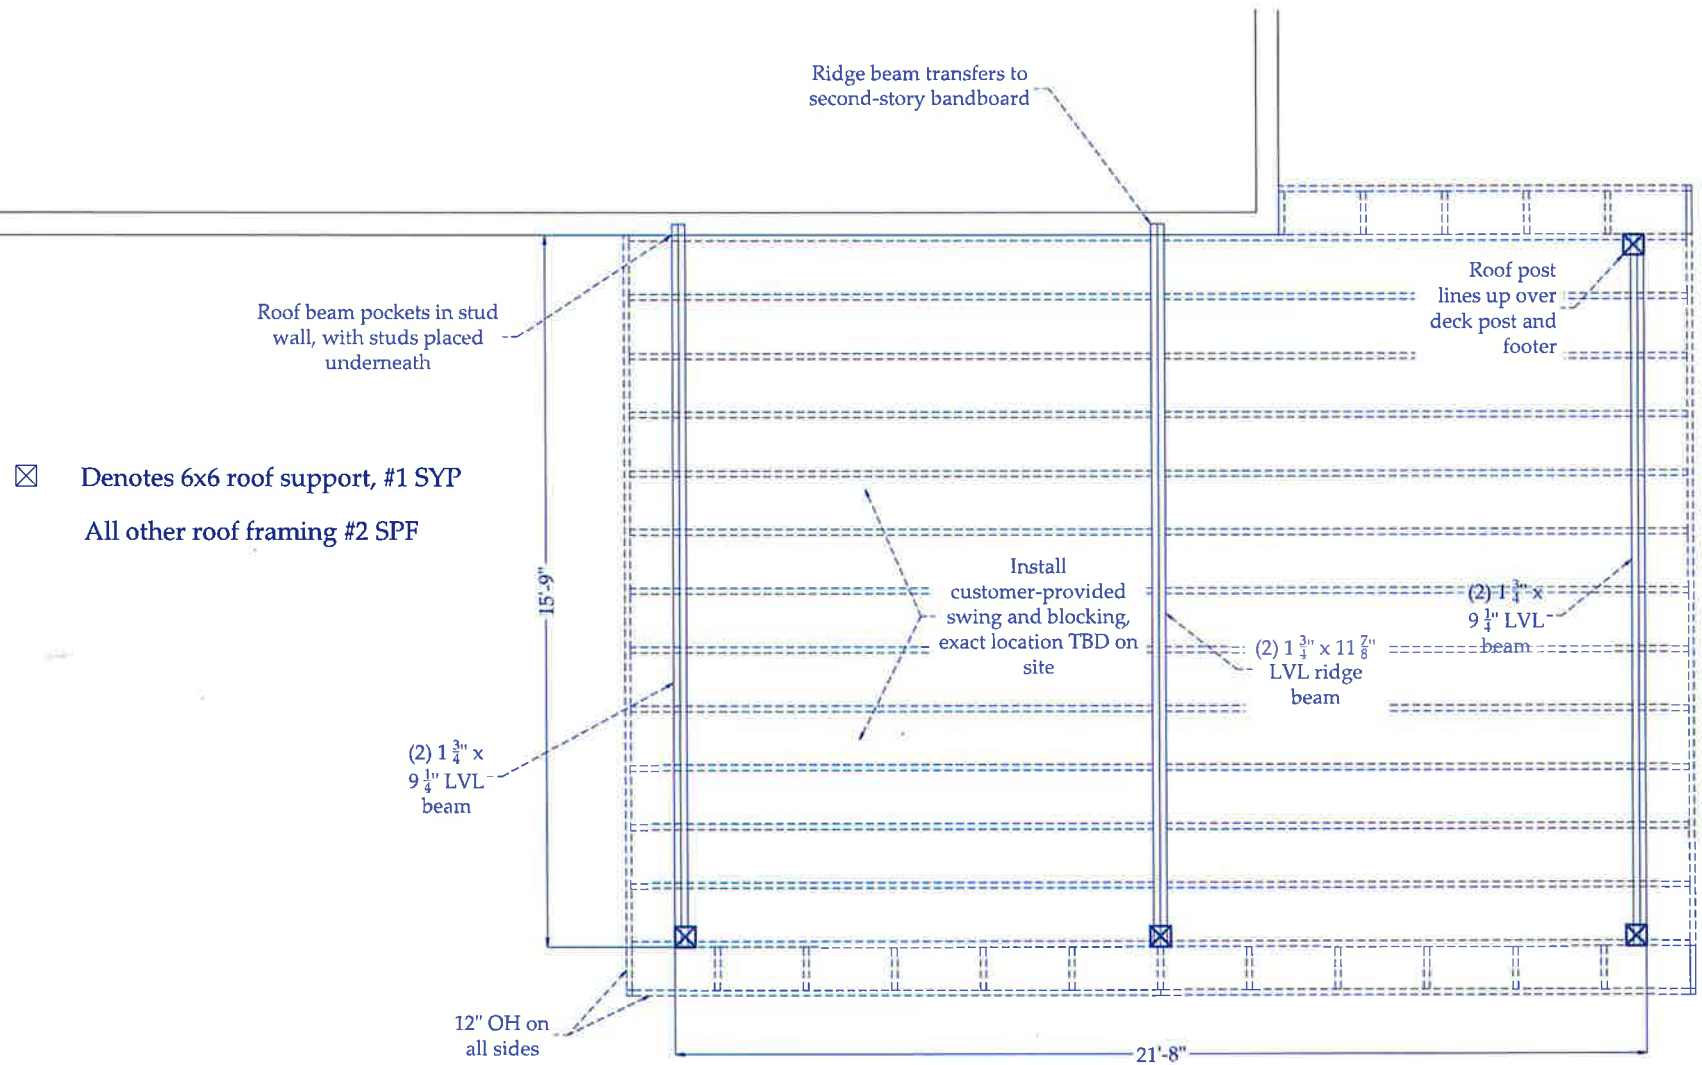 Ridge beam transfers to
second-story bandboard
Roof beam pockets in stud
wall, with studs placed
underneath
Roof post
lines up over
deck post and
footer
Denotes 6x6 roof support, #1 SYP
All other roof framing #2 SPF
15'-9"
Install
customer-provided
swing and blocking,
exact location TBD on
site
(2) 1 3/4" x
9 1/4" LVL
beam
(2) 1 3/4" x 11 7/8"
LVL ridge
beam
(2) 1 3/4" x
9 1/4" LVL
beam
12" OH on
all sides
21'-8"